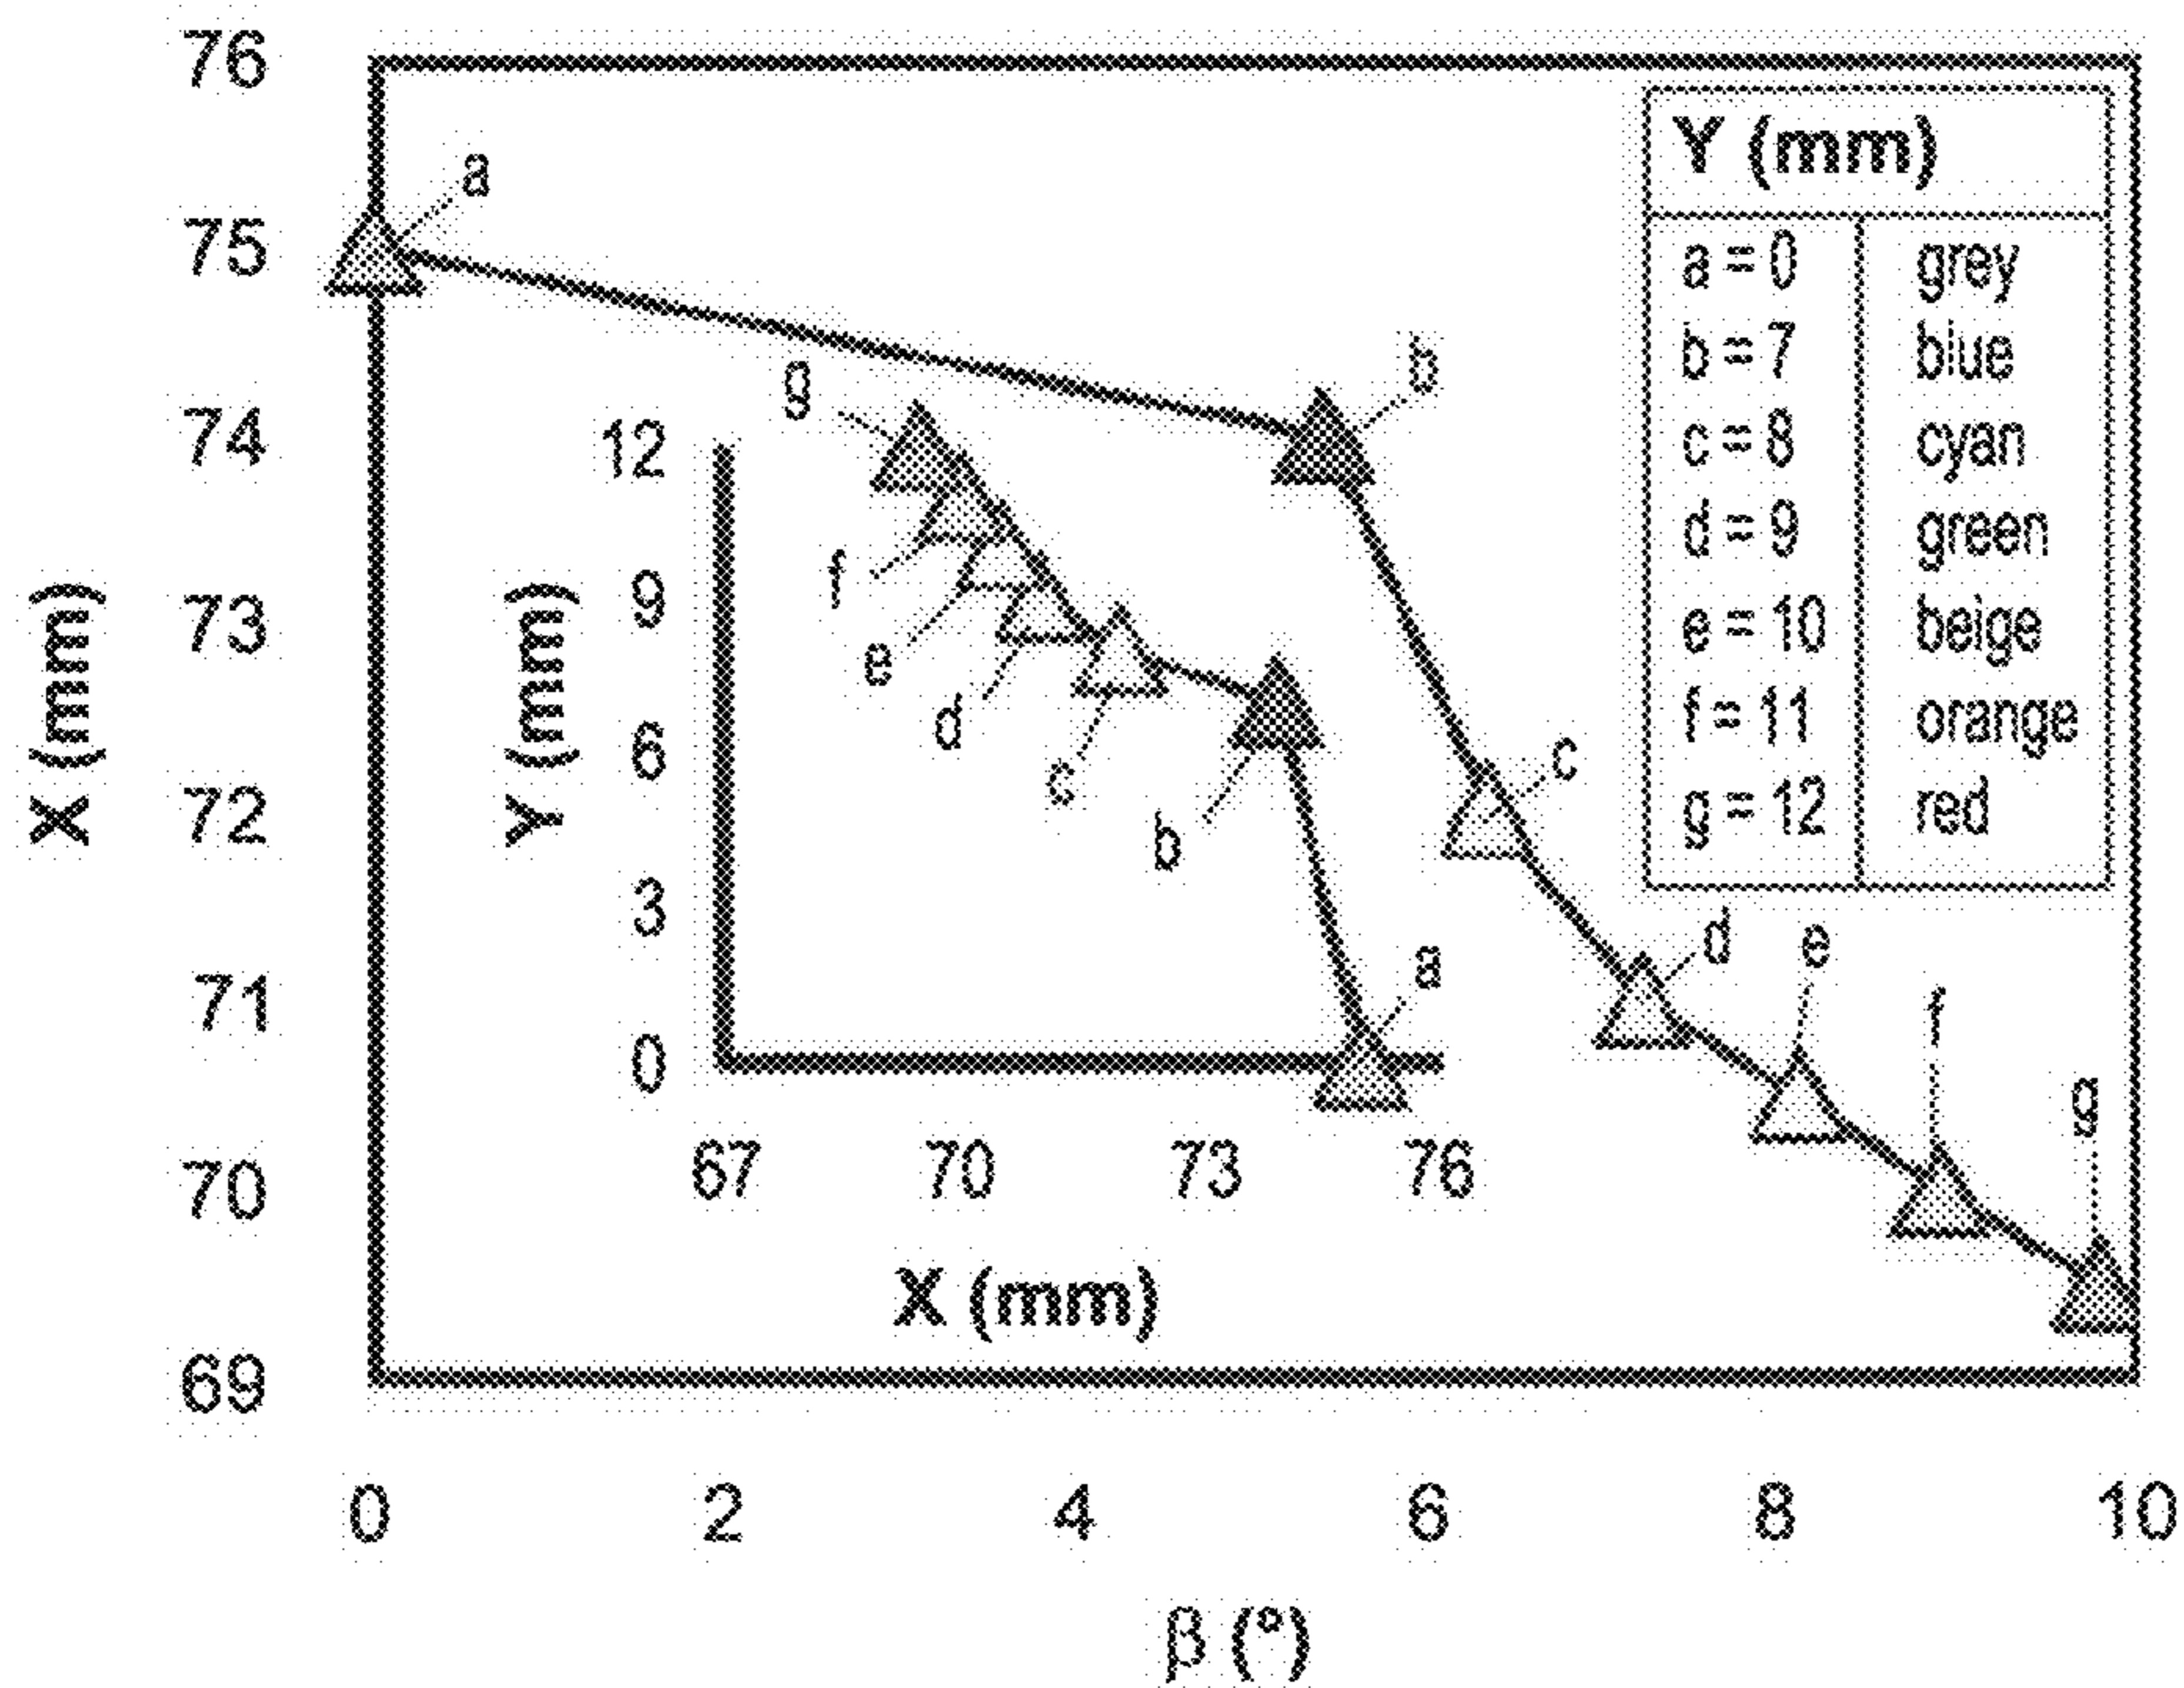 76
75
74
73
72
71
70
69
X (mm)
0
2
4
6
8
10
β (º)
a
b
c
d
e
f
g
Y (mm)
a = 0 grey
b = 7 blue
c = 8 cyan
d = 9 green
e = 10 beige
f = 11 orange
g = 12 red
12
9
6
3
0
Y (mm)
g
f
e
d
c
b
a
67
70
73
76
X (mm)